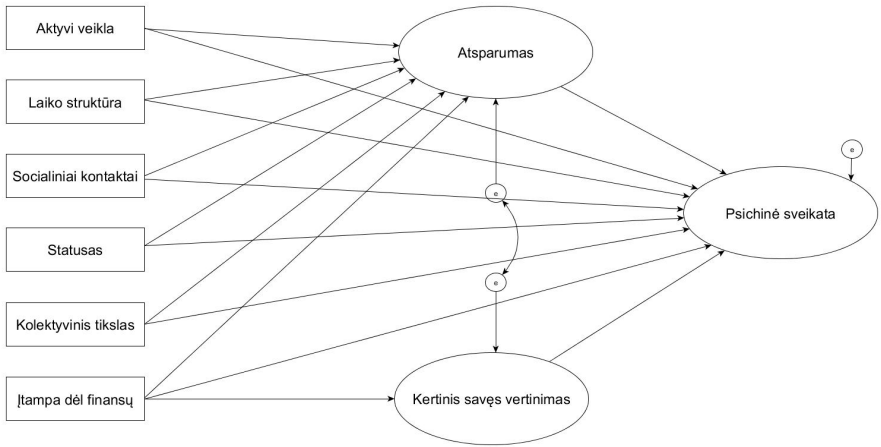 Aktyvi veikla
Laiko struktūra
Socialiniai kontaktai
Statusas
Kolektyvinis tikslas
Įtampa dėl finansų
Atsparumas
e
e
Kertinis savęs vertinimas
e
Psichinė sveikata